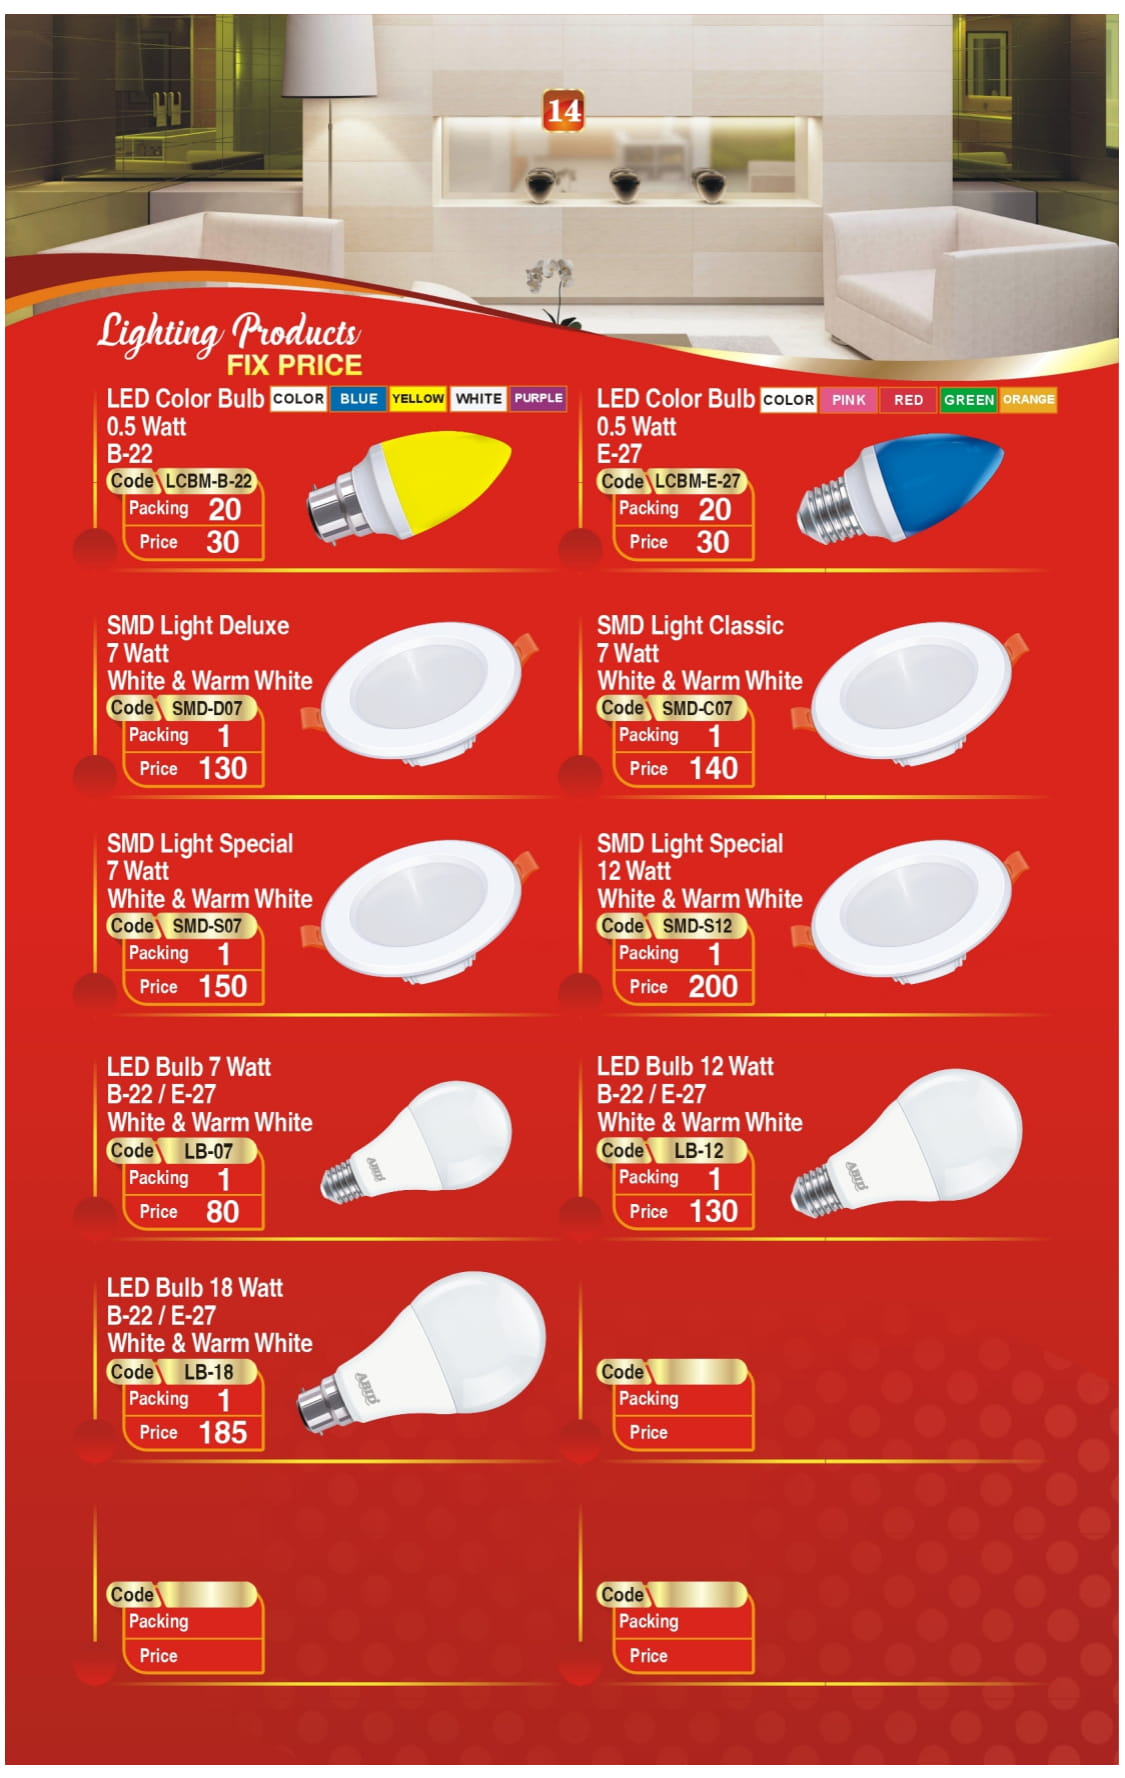 14
Lighting Products
FIX PRICE
LED Color Bulb COLOR BLUE YELLOW WHITE PURPLE
0.5 Watt
B-22
Code LCBM-B-22
Packing 20
Price 30
LED Color Bulb COLOR PINK RED GREEN ORANGE
0.5 Watt
E-27
Code LCBM-E-27
Packing 20
Price 30
SMD Light Deluxe
7 Watt
White & Warm White
Code SMD-D07
Packing 1
Price 130
SMD Light Classic
7 Watt
White & Warm White
Code SMD-C07
Packing 1
Price 140
SMD Light Special
7 Watt
White & Warm White
Code SMD-S07
Packing 1
Price 150
SMD Light Special
12 Watt
White & Warm White
Code SMD-S12
Packing 1
Price 200
LED Bulb 7 Watt
B-22 / E-27
White & Warm White
Code LB-07
Packing 1
Price 80
LED Bulb 12 Watt
B-22 / E-27
White & Warm White
Code LB-12
Packing 1
Price 130
LED Bulb 18 Watt
B-22 / E-27
White & Warm White
Code LB-18
Packing 1
Price 185
Code
Packing
Price
Code
Packing
Price
Code
Packing
Price